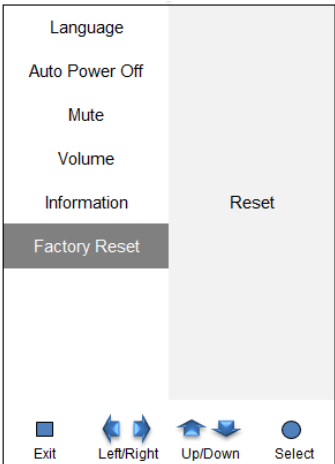 Language
Auto Power Off
Mute
Volume
Information
Reset
Factory Reset
Exit
Left/Right
Up/Down
Select